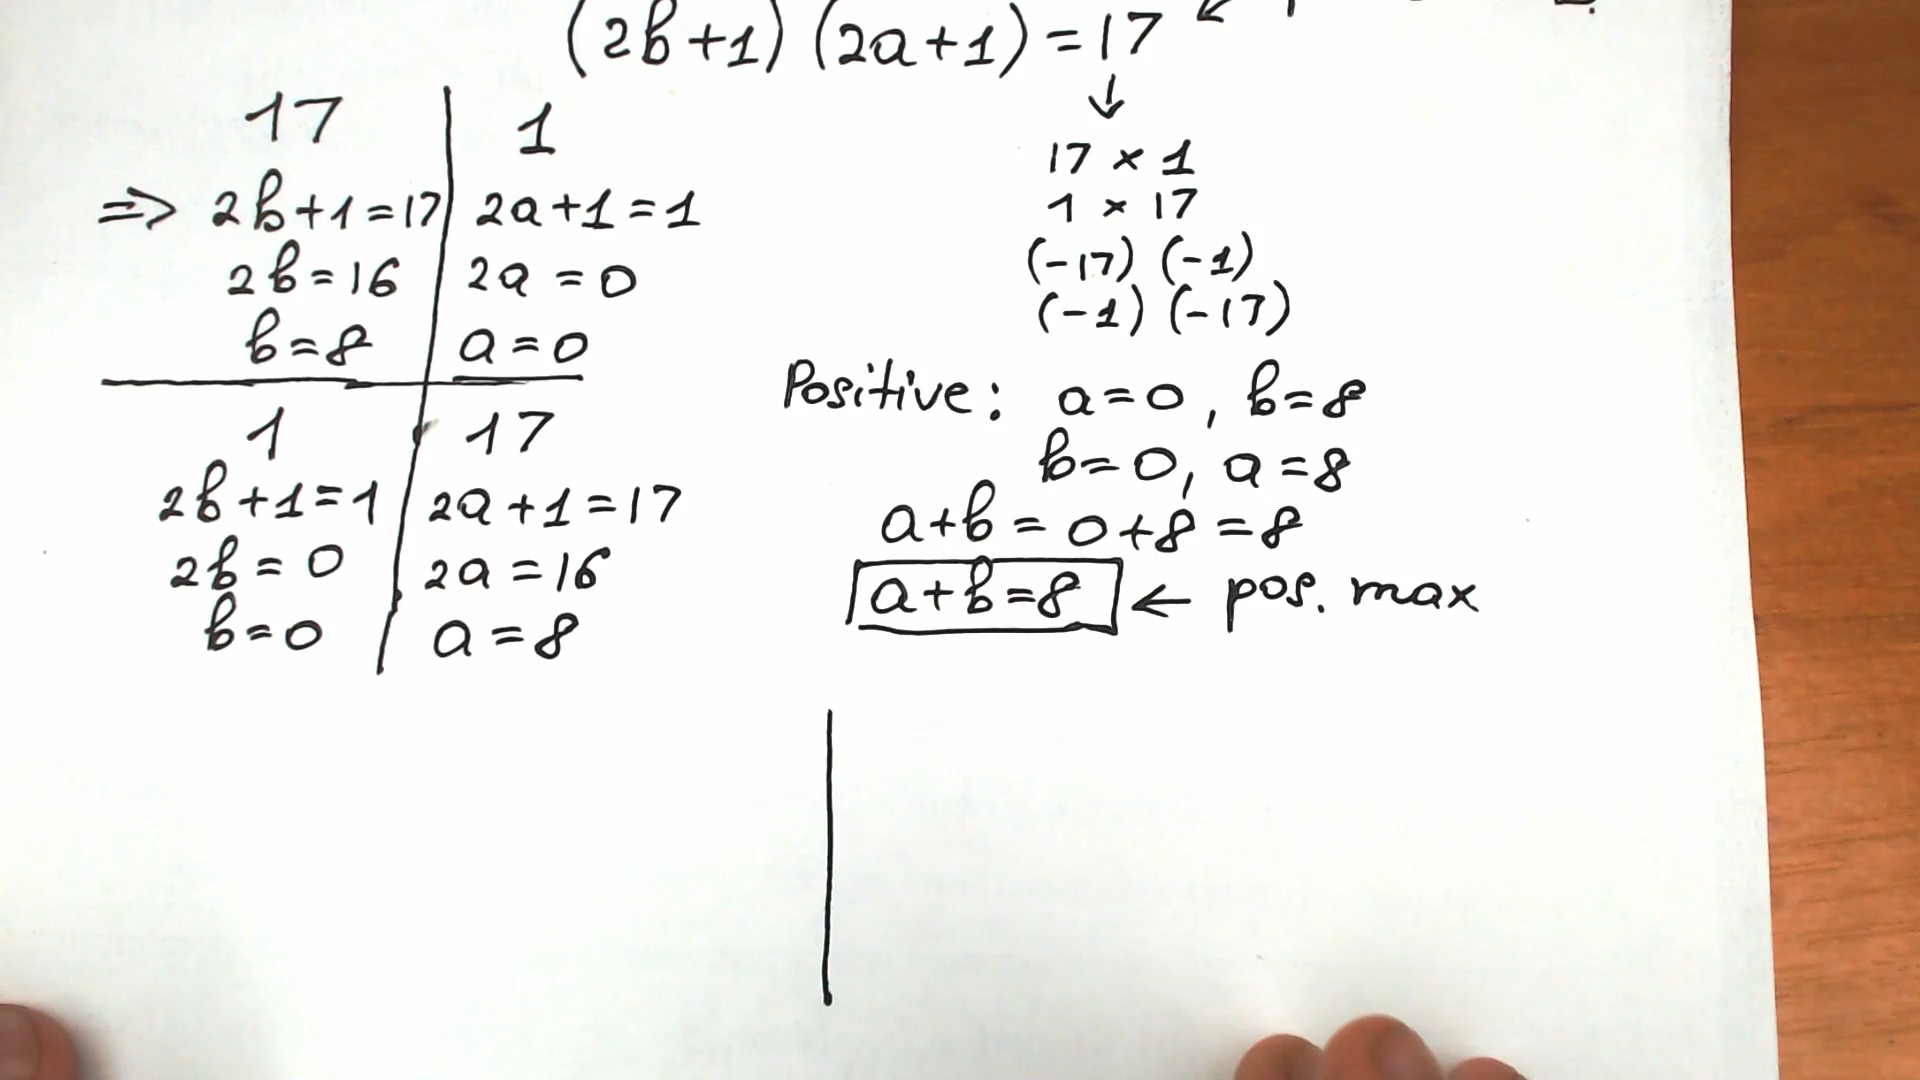 (2b+1) (2a+1) = 17 ←
↓
17 | 1
⇒ 2b+1=17 | 2a+1=1
2b=16 | 2a=0
b=8 | a=0
1 | 17
2b+1=1 | 2a+1=17
2b=0 | 2a=16
b=0 | a=8
17 × 1
1 × 17
(-17) (-1)
(-1) (-17)
Positive: a=0, b=8
b=0, a=8
a+b = 0+8 = 8
a+b=8 ← pos. max